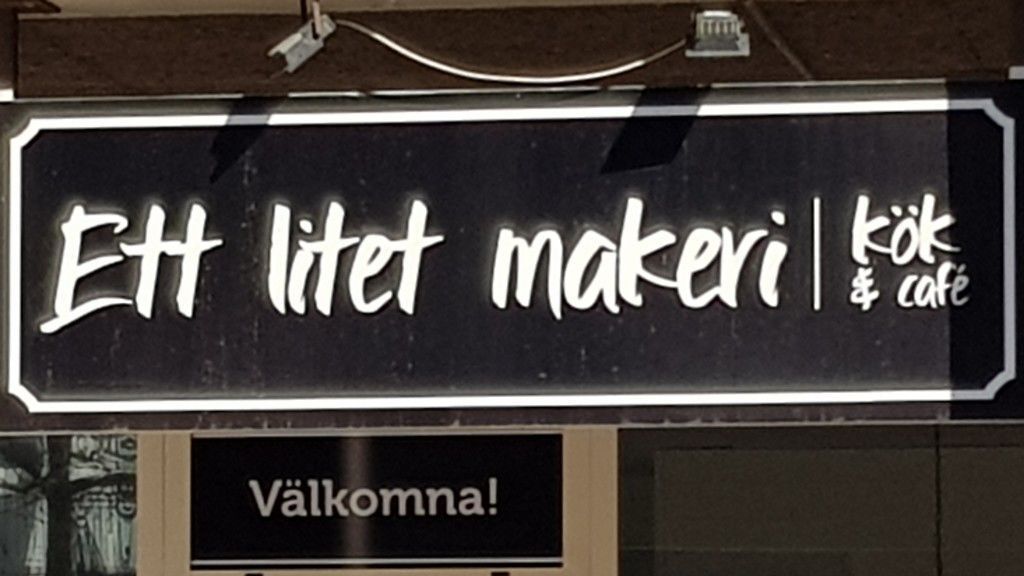 Ett litet makeri | kök
& café
Välkomna!